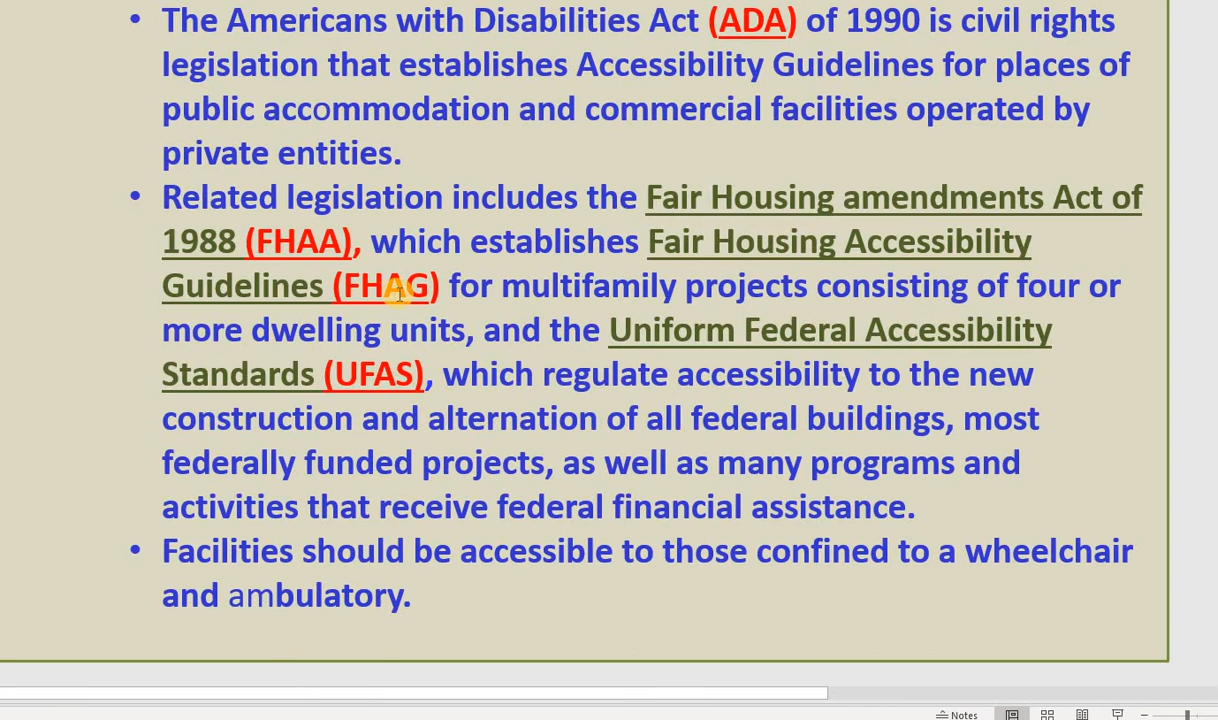 • The Americans with Disabilities Act (ADA) of 1990 is civil rights
legislation that establishes Accessibility Guidelines for places of
public accommodation and commercial facilities operated by
private entities.
• Related legislation includes the Fair Housing amendments Act of
1988 (FHAA), which establishes Fair Housing Accessibility
Guidelines (FHAG) for multifamily projects consisting of four or
more dwelling units, and the Uniform Federal Accessibility
Standards (UFAS), which regulate accessibility to the new
construction and alternation of all federal buildings, most
federally funded projects, as well as many programs and
activities that receive federal financial assistance.
• Facilities should be accessible to those confined to a wheelchair
and ambulatory.
Notes